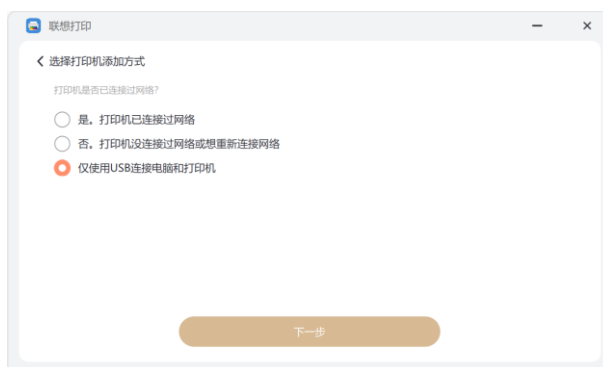 联想打印
选择打印机添加方式
打印机是否已连接过网络?
是。打印机已连接过网络
否。打印机没连接过网络或想重新连接网络
仅使用USB连接电脑和打印机
下一步